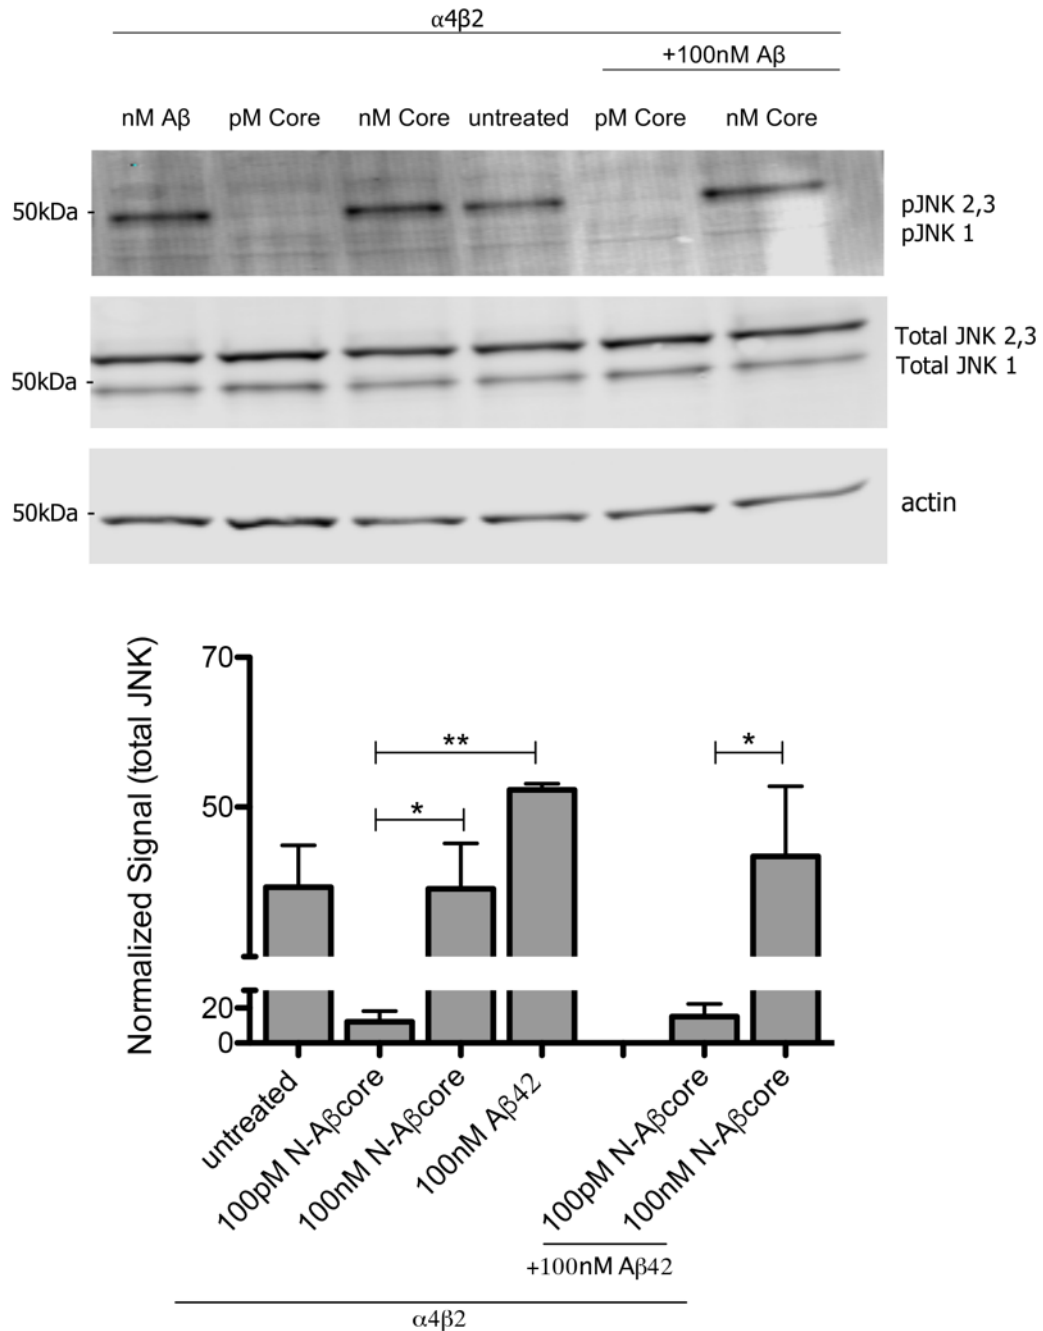 α4β2
+100nM Aβ
nM Aβ pM Core nM Core untreated pM Core nM Core
50kDa
pJNK 2,3
pJNK 1
50kDa
Total JNK 2,3
Total JNK 1
50kDa
actin
Normalized Signal (total JNK)
70
50
20
0
**
*
*
untreated
100pM N-Aβcore
100nM N-Aβcore
100nM Aβ42
100pM N-Aβcore
100nM N-Aβcore
+100nM Aβ42
α4β2